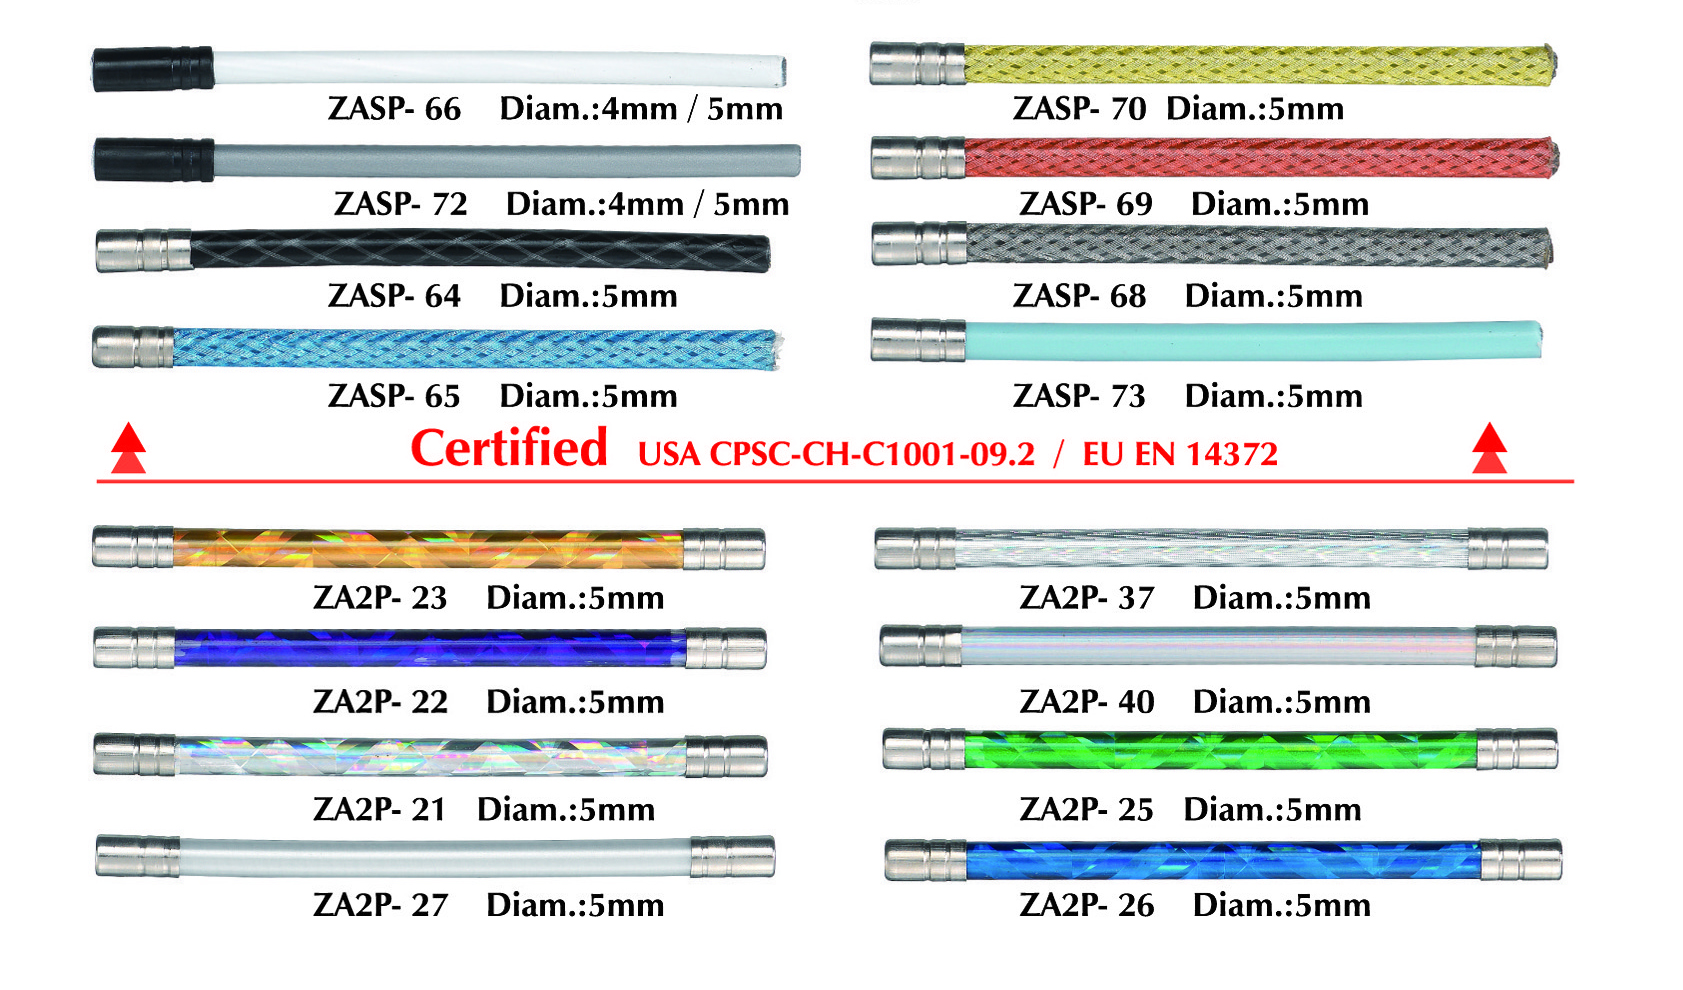 ZASP- 66 Diam.:4mm / 5mm
ZASP- 70 Diam.:5mm
ZASP- 72 Diam.:4mm / 5mm
ZASP- 69 Diam.:5mm
ZASP- 64 Diam.:5mm
ZASP- 68 Diam.:5mm
ZASP- 65 Diam.:5mm
ZASP- 73 Diam.:5mm
Certified USA CPSC-CH-C1001-09.2 / EU EN 14372
ZA2P- 23 Diam.:5mm
ZA2P- 37 Diam.:5mm
ZA2P- 22 Diam.:5mm
ZA2P- 40 Diam.:5mm
ZA2P- 21 Diam.:5mm
ZA2P- 25 Diam.:5mm
ZA2P- 27 Diam.:5mm
ZA2P- 26 Diam.:5mm